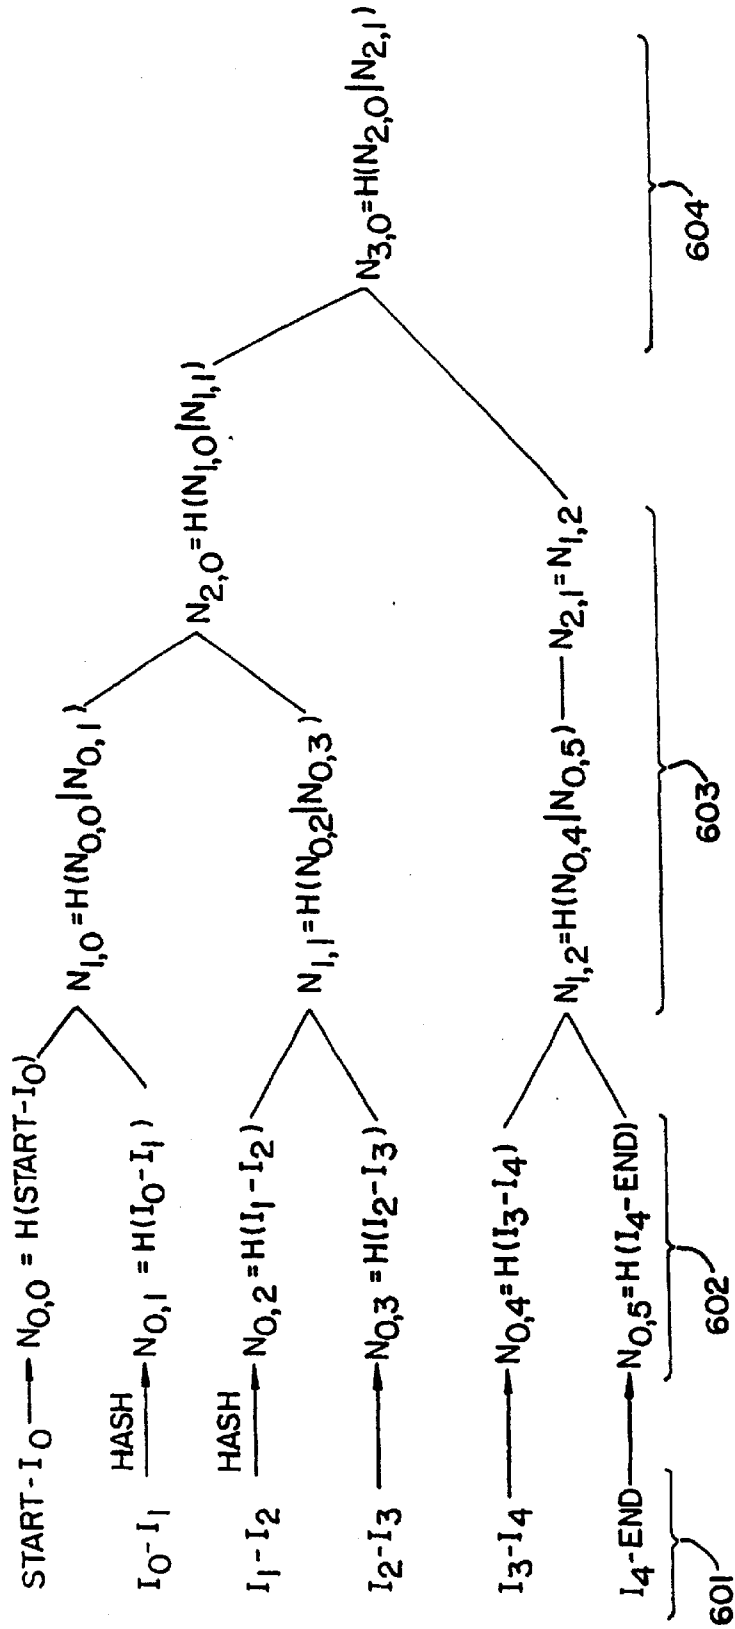 START-I0 → N0,0 = H(START-I0)
I0-I1 HASH → N0,1 = H(I0-I1)
N1,0=H(N0,0|N0,1)
I1-I2 HASH → N0,2=H(I1-I2)
I2-I3 → N0,3=H(I2-I3)
N1,1=H(N0,2|N0,3)
N2,0=H(N1,0|N1,1)
I3-I4 → N0,4=H(I3-I4)
I4-END → N0,5=H(I4-END)
N1,2=H(N0,4|N0,5) — N2,1=N1,2
N3,0=H(N2,0|N2,1)
601
602
603
604